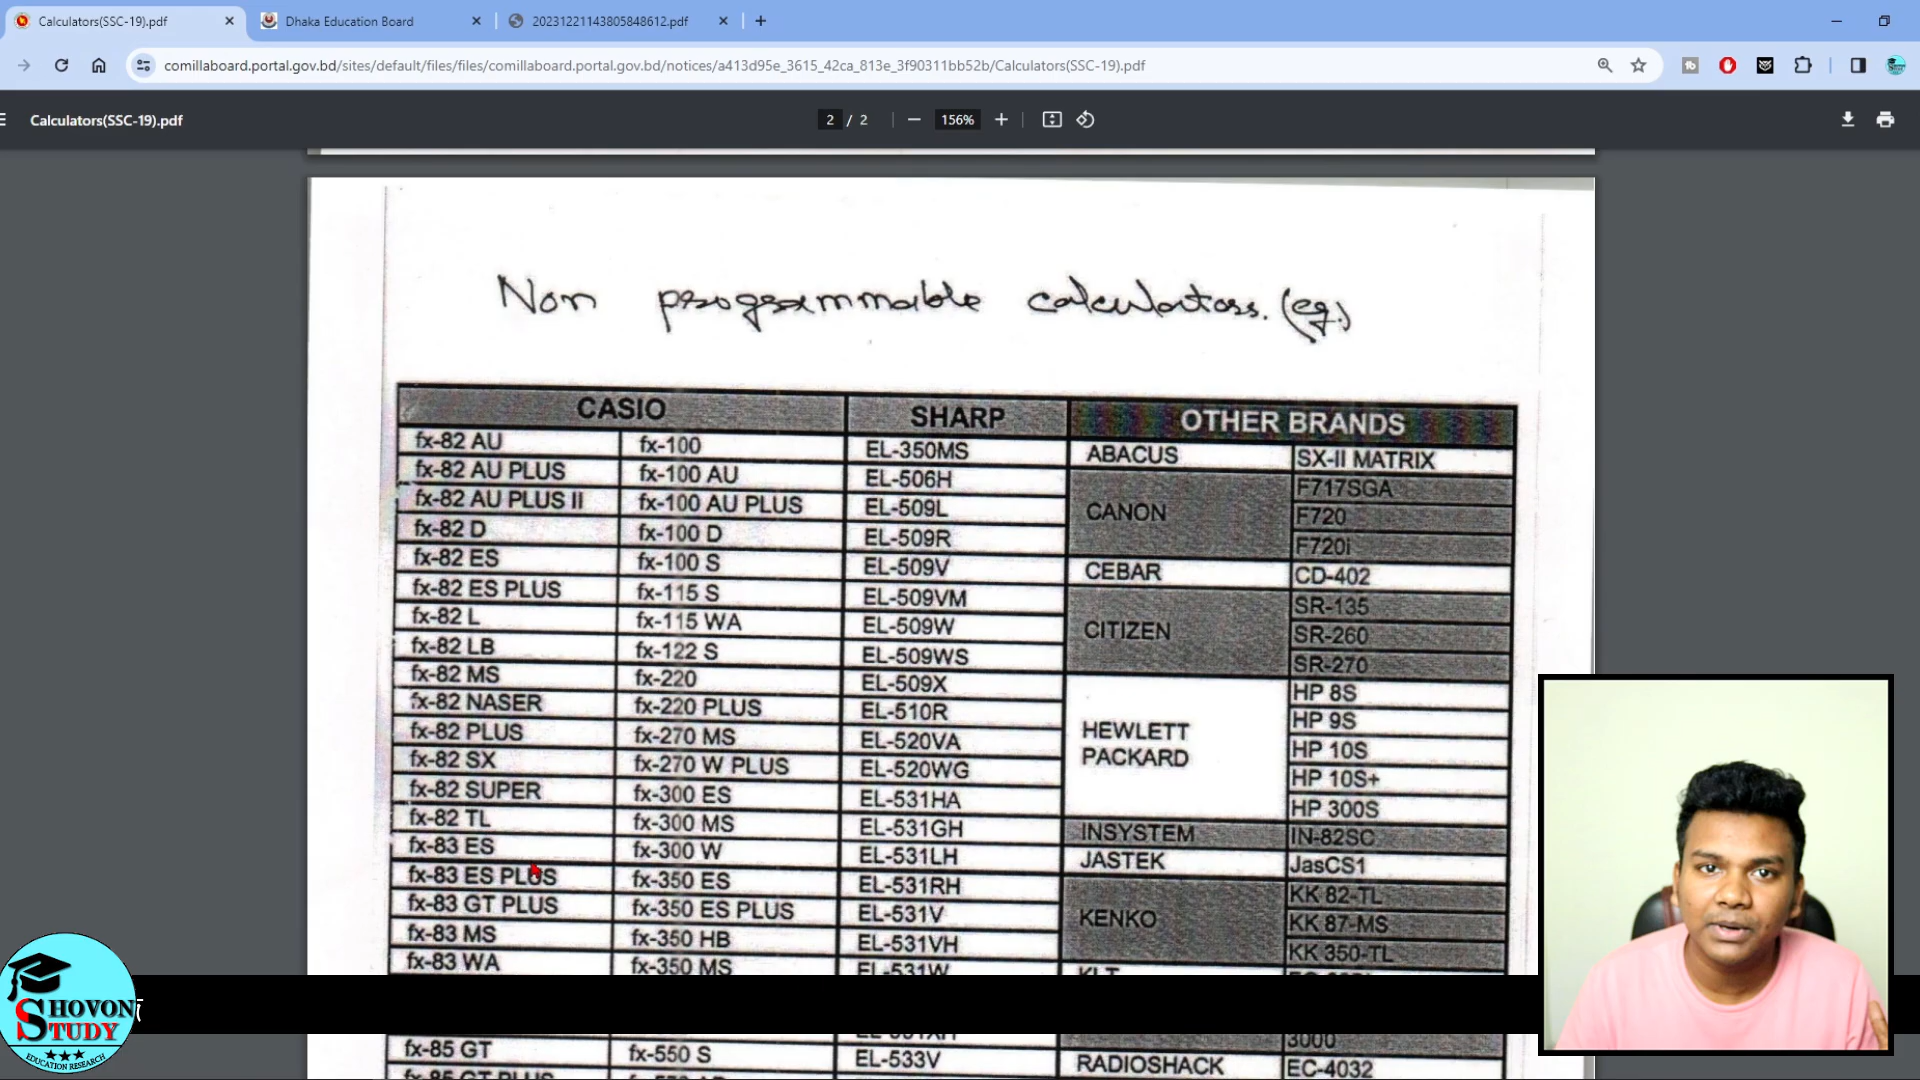 Calculators(SSC-19).pdf
Dhaka Education Board
20231221143805848612.pdf
comillaboard.portal.gov.bd/sites/default/files/files/comillaboard.portal.gov.bd/notices/a413d95e_3615_42ca_813e_3f90311bb52b/Calculators(SSC-19).pdf
Calculators(SSC-19).pdf
2 / 2
156%
Non programmable calculators. (eg.)
CASIO SHARP OTHER BRANDS
fx-82 AU fx-100 EL-350MS ABACUS SX-II MATRIX
fx-82 AU PLUS fx-100 AU EL-506H CANON F717SGA
fx-82 AU PLUS II fx-100 AU PLUS EL-509L F720
fx-82 D fx-100 D EL-509R F720i
fx-82 ES fx-100 S EL-509V CEBAR CD-402
fx-82 ES PLUS fx-115 S EL-509VM CITIZEN SR-135
fx-82 L fx-115 WA EL-509W SR-260
fx-82 LB fx-122 S EL-509WS SR-270
fx-82 MS fx-220 EL-509X HEWLETT PACKARD HP 8S
fx-82 NASER fx-220 PLUS EL-510R HP 9S
fx-82 PLUS fx-270 MS EL-520VA HP 10S
fx-82 SX fx-270 W PLUS EL-520WG HP 10S+
fx-82 SUPER fx-300 ES EL-531HA HP 300S
fx-82 TL fx-300 MS EL-531GH INSYSTEM IN-82SC
fx-83 ES fx-300 W EL-531LH JASTEK JasCS1
fx-83 ES PLUS fx-350 ES EL-531RH KENKO KK 82-TL
fx-83 GT PLUS fx-350 ES PLUS EL-531V KK 87-MS
fx-83 MS fx-350 HB EL-531VH KK 350-TL
fx-83 WA fx-350 MS EL-531W KLT
3000
fx-85 GT fx-550 S EL-533V RADIOSHACK EC-4032
fx-85 GT PLUS
SHOVON
STUDY
EDUCATION RESEARCH